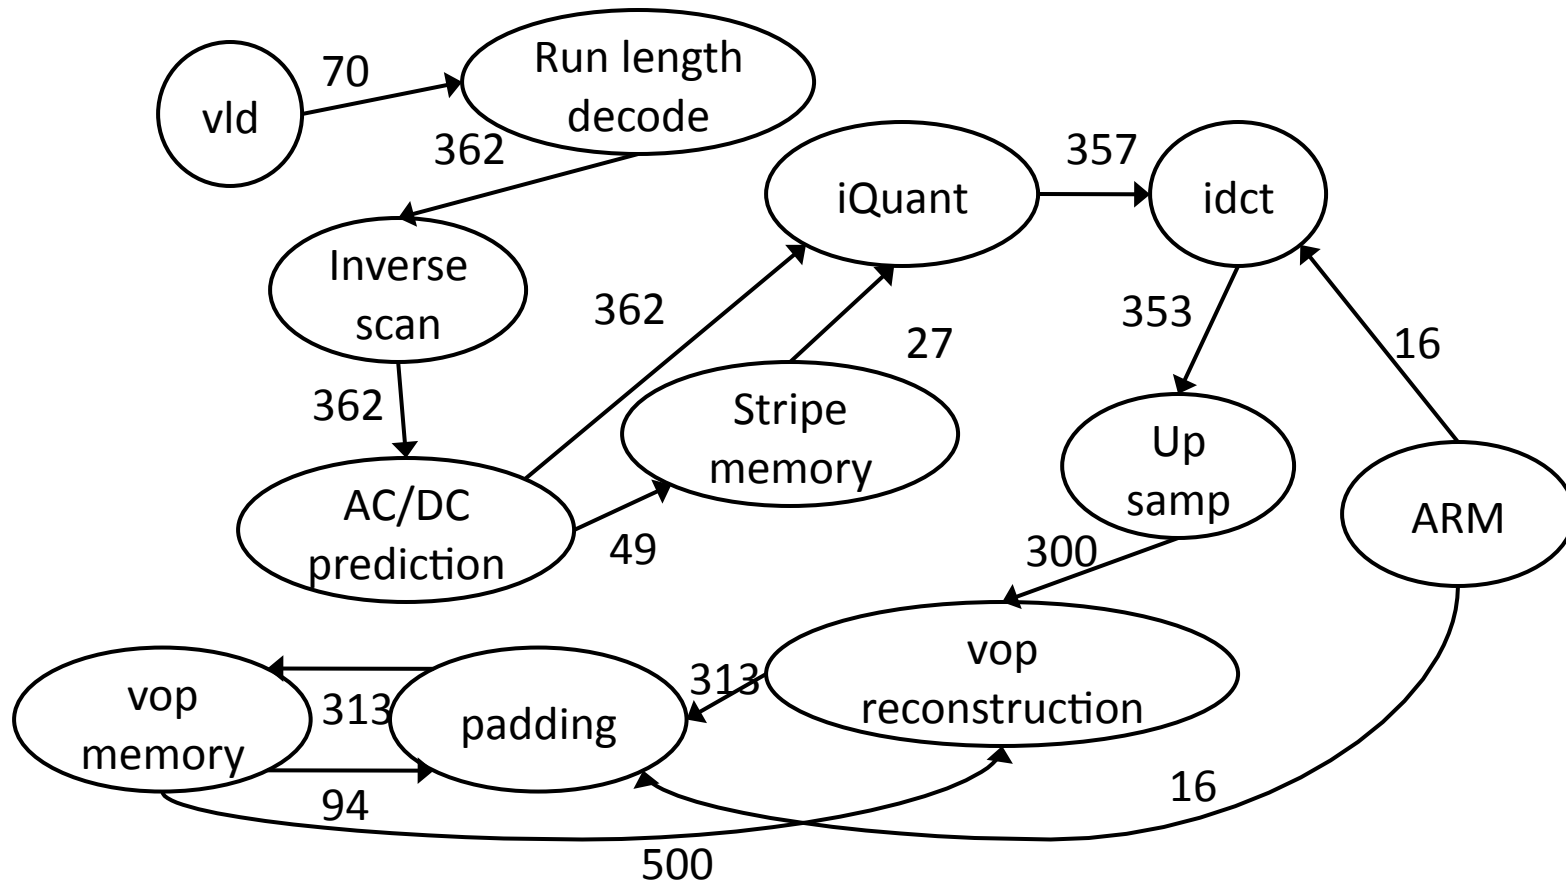 vld
70
Run length
decode
362
Inverse
scan
362
AC/DC
prediction
362
49
Stripe
memory
27
iQuant
357
idct
353
16
Up
samp
ARM
300
vop
reconstruction
313
padding
313
vop
memory
94
500
16